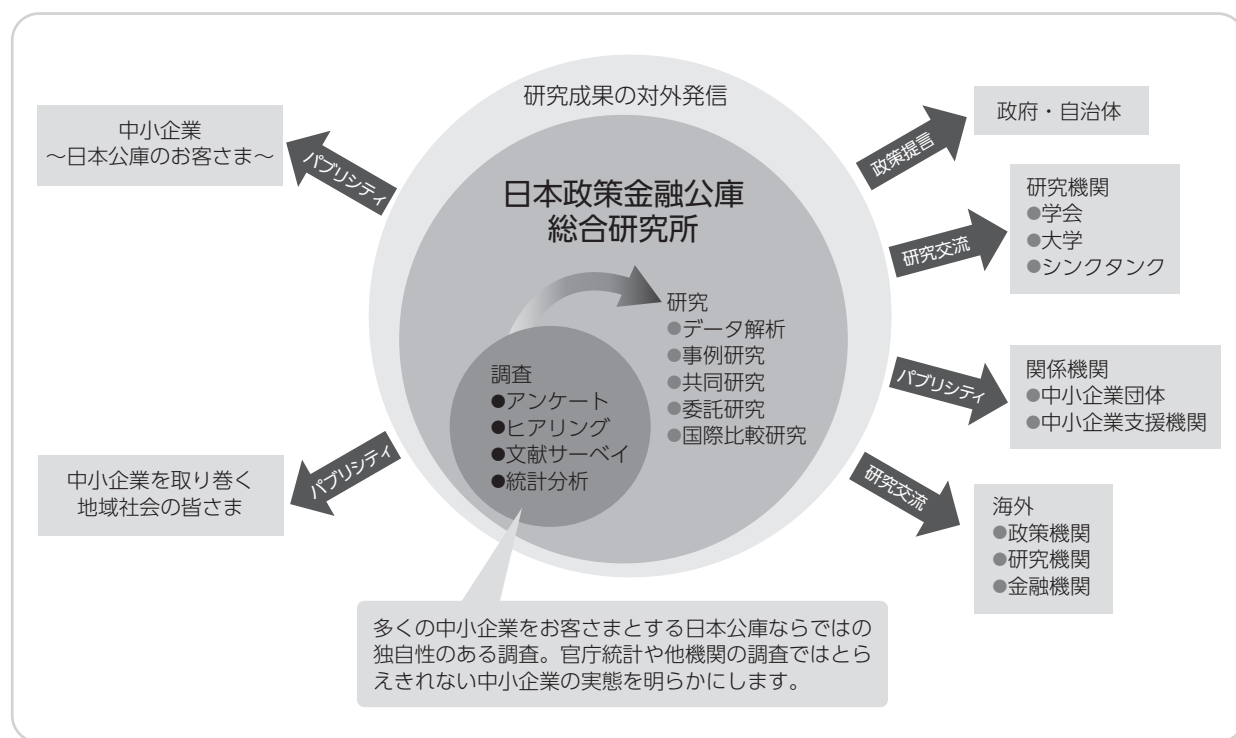 研究成果の対外発信
日本政策金融公庫
総合研究所
調査
●アンケート
●ヒアリング
●文献サーベイ
●統計分析
研究
●データ解析
●事例研究
●共同研究
●委託研究
●国際比較研究
多くの中小企業をお客さまとする日本公庫ならではの
独自性のある調査。官庁統計や他機関の調査ではとら
えきれない中小企業の実態を明らかにします。
パブリシティ
中小企業
~日本公庫のお客さま~
パブリシティ
中小企業を取り巻く
地域社会の皆さま
政策提言
政府・自治体
研究交流
研究機関
●学会
●大学
●シンクタンク
パブリシティ
関係機関
●中小企業団体
●中小企業支援機関
研究交流
海外
●政策機関
●研究機関
●金融機関